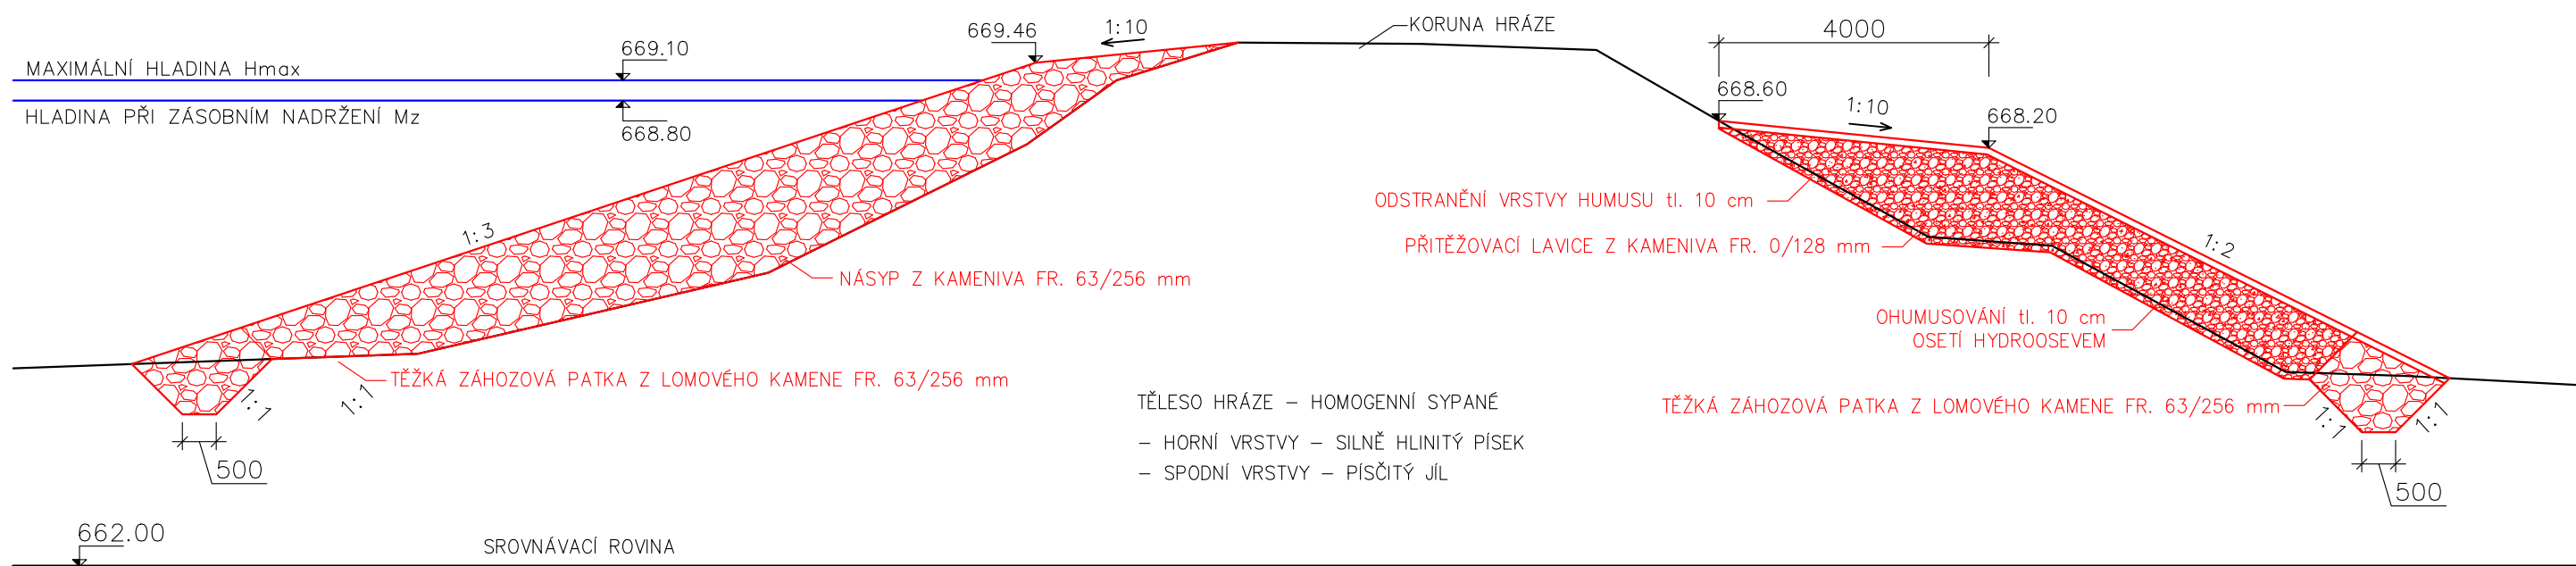 KORUNA HRÁZE
669.46
1:10
4000
669.10
MAXIMÁLNÍ HLADINA Hmax
668.60
1:10
668.20
HLADINA PŘI ZÁSOBNÍM NADRŽENÍ Mz
668.80
ODSTRANĚNÍ VRSTVY HUMUSU tl. 10 cm
1:3
PŘITĚŽOVACÍ LAVICE Z KAMENIVA FR. 0/128 mm
1:2
NÁSYP Z KAMENIVA FR. 63/256 mm
OHUMUSOVÁNÍ tl. 10 cm
OSETÍ HYDROOSEVEM
TĚŽKÁ ZÁHOZOVÁ PATKA Z LOMOVÉHO KAMENE FR. 63/256 mm
1:1
1:1
TĚLESO HRÁZE – HOMOGENNÍ SYPANÉ
TĚŽKÁ ZÁHOZOVÁ PATKA Z LOMOVÉHO KAMENE FR. 63/256 mm
1:1
1:1
– HORNÍ VRSTVY – SILNĚ HLINITÝ PÍSEK
– SPODNÍ VRSTVY – PÍSČITÝ JÍL
500
500
662.00
SROVNÁVACÍ ROVINA